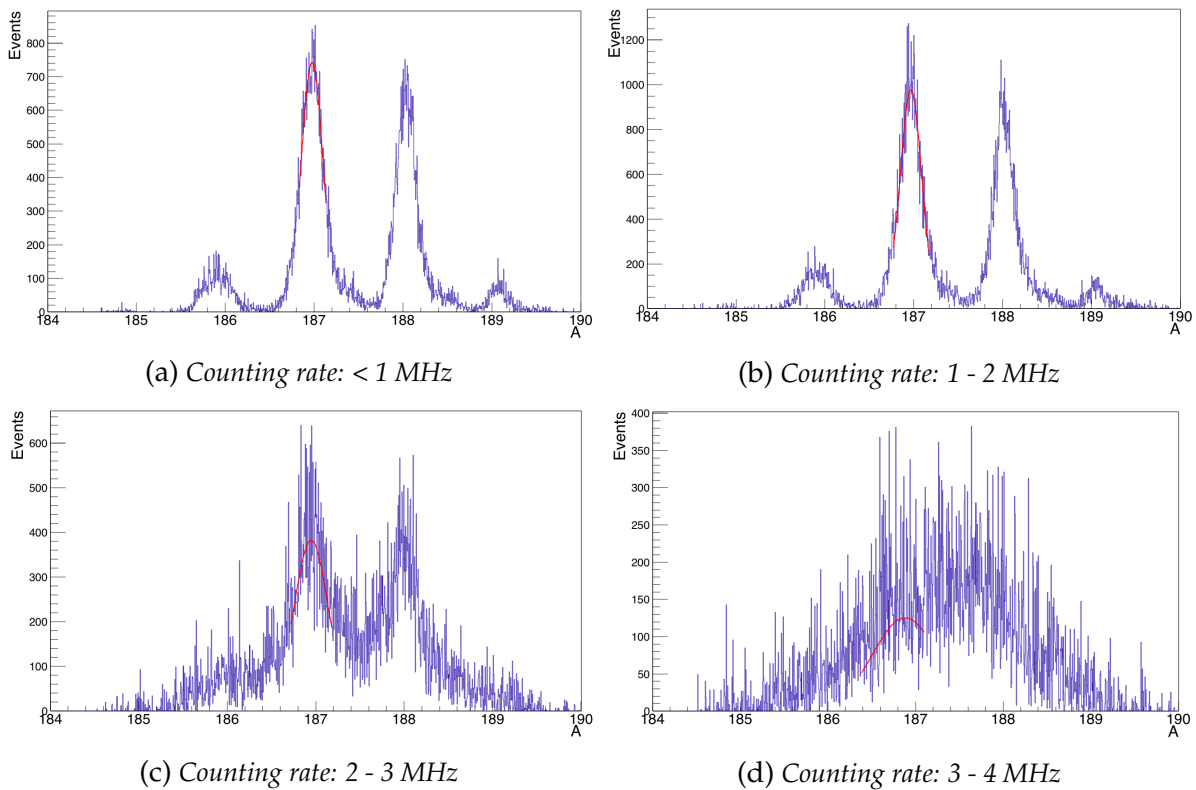 Events
800
700
600
500
400
300
200
100
0
184 185 186 187 188 189 190
A
(a) Counting rate: < 1 MHz
Events
1200
1000
800
600
400
200
0
184 185 186 187 188 189 190
A
(b) Counting rate: 1 - 2 MHz
Events
600
500
400
300
200
100
0
184 185 186 187 188 189 190
A
(c) Counting rate: 2 - 3 MHz
Events
400
350
300
250
200
150
100
50
0
184 185 186 187 188 189 190
A
(d) Counting rate: 3 - 4 MHz